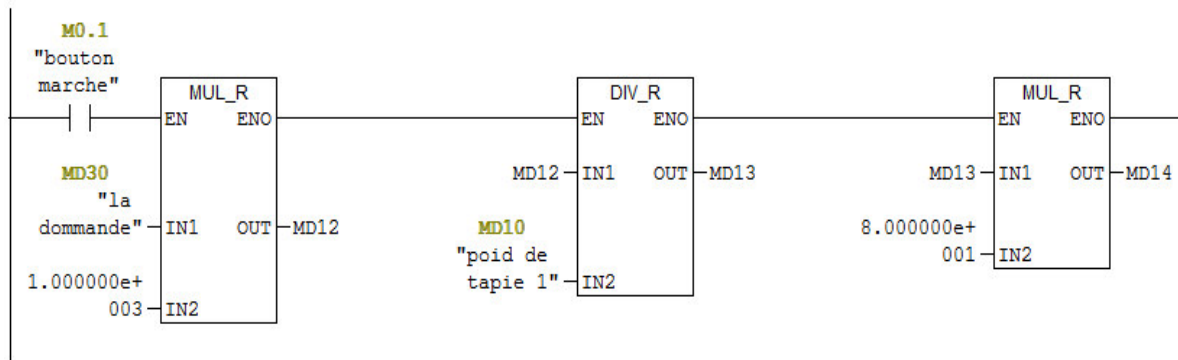 M0.1
"bouton
marche"
MUL_R
EN ENO
MD30
"la
dommande"
IN1 OUT MD12
1.000000e+
003 IN2
DIV_R
EN ENO
MD12 IN1 OUT MD13
MD10
"poid de
tapie 1" IN2
MUL_R
EN ENO
MD13 IN1 OUT MD14
8.000000e+
001 IN2